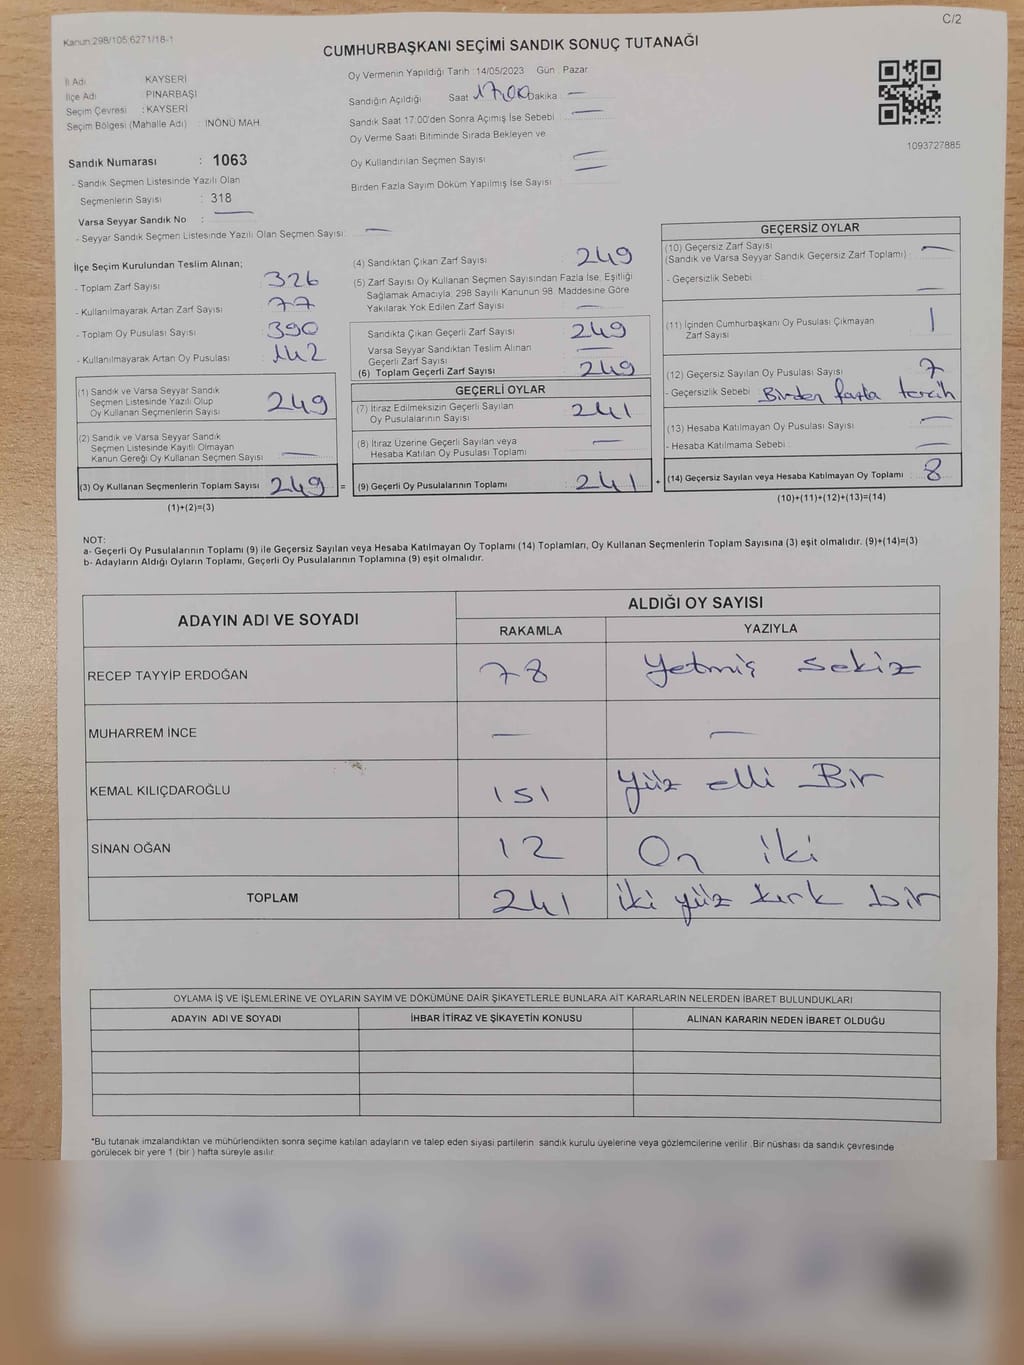 C/2
Kanun:298/105;6271/18-1
CUMHURBAŞKANI SEÇİMİ SANDIK SONUÇ TUTANAĞI
İl Adı KAYSERİ
İlçe Adı PINARBAŞI
Seçim Çevresi : KAYSERİ
Seçim Bölgesi (Mahalle Adı) : İNÖNÜ MAH.
Sandık Numarası : 1063
- Sandık Seçmen Listesinde Yazılı Olan
Seçmenlerin Sayısı : 318
Varsa Seyyar Sandık No : —
- Seyyar Sandık Seçmen Listesinde Yazılı Olan Seçmen Sayısı: —
Oy Vermenin Yapıldığı Tarih :14/05/2023 Gün : Pazar
Sandığın Açıldığı Saat 17.00 Dakika —
Sandık Saat 17:00'den Sonra Açımış İse Sebebi —
Oy Verme Saati Bitiminde Sırada Bekleyen ve
Oy Kullandırılan Seçmen Sayısı —
Birden Fazla Sayım Döküm Yapılmış İse Sayısı —
1093727885
İlçe Seçim Kurulundan Teslim Alınan;
- Toplam Zarf Sayısı : 326
- Kullanılmayarak Artan Zarf Sayısı : 77
- Toplam Oy Pusulası Sayısı : 390
- Kullanılmayarak Artan Oy Pusulası : 142
(1) Sandık ve Varsa Seyyar Sandık
Seçmen Listesinde Yazılı Olup
Oy Kullanan Seçmenlerin Sayısı : 249
(2) Sandık ve Varsa Seyyar Sandık
Seçmen Listesinde Kayıtlı Olmayan
Kanun Gereği Oy Kullanan Seçmen Sayısı —
(3) Oy Kullanan Seçmenlerin Toplam Sayısı 249 =
(1)+(2)=(3)
(4) Sandıktan Çıkan Zarf Sayısı : 249
(5) Zarf Sayısı Oy Kullanan Seçmen Sayısından Fazla İse, Eşitliği
Sağlamak Amacıyla, 298 Sayılı Kanunun 98. Maddesine Göre
Yakılarak Yok Edilen Zarf Sayısı —
Sandıkta Çıkan Geçerli Zarf Sayısı : 249
Varsa Seyyar Sandıktan Teslim Alınan
Geçerli Zarf Sayısı —
(6) Toplam Geçerli Zarf Sayısı : 249
GEÇERLİ OYLAR
(7) İtiraz Edilmeksizin Geçerli Sayılan
Oy Pusulalarının Sayısı : 241
(8) İtiraz Üzerine Geçerli Sayılan veya
Hesaba Katılan Oy Pusulası Toplamı —
(9) Geçerli Oy Pusulalarının Toplamı : 241 +
GEÇERSİZ OYLAR
(10) Geçersiz Zarf Sayısı —
(Sandık ve Varsa Seyyar Sandık Geçersiz Zarf Toplamı)
- Geçersizlik Sebebi : —
(11) İçinden Cumhurbaşkanı Oy Pusulası Çıkmayan
Zarf Sayısı 1
(12) Geçersiz Sayılan Oy Pusulası Sayısı : 7
- Geçersizlik Sebebi : Birden fazla tercih
(13) Hesaba Katılmayan Oy Pusulası Sayısı : —
- Hesaba Katılmama Sebebi : —
(14) Geçersiz Sayılan veya Hesaba Katılmayan Oy Toplamı : 8
(10)+(11)+(12)+(13)=(14)
NOT:
a- Geçerli Oy Pusulalarının Toplamı (9) ile Geçersiz Sayılan veya Hesaba Katılmayan Oy Toplamı (14) Toplamları, Oy Kullanan Seçmenlerin Toplam Sayısına (3) eşit olmalıdır. (9)+(14)=(3)
b- Adayların Aldığı Oyların Toplamı, Geçerli Oy Pusulalarının Toplamına (9) eşit olmalıdır.
ADAYIN ADI VE SOYADI ALDIĞI OY SAYISI
RAKAMLA YAZIYLA
RECEP TAYYİP ERDOĞAN 78 Yetmiş sekiz
MUHARREM İNCE — —
KEMAL KILIÇDAROĞLU 151 Yüz elli Bir
SİNAN OĞAN 12 On iki
TOPLAM 241 iki yüz kırk bir
OYLAMA İŞ VE İŞLEMLERİNE VE OYLARIN SAYIM VE DÖKÜMÜNE DAİR ŞİKAYETLERLE BUNLARA AİT KARARLARIN NELERDEN İBARET BULUNDUKLARI
ADAYIN ADI VE SOYADI İHBAR İTİRAZ VE ŞİKAYETİN KONUSU ALINAN KARARIN NEDEN İBARET OLDUĞU
*Bu tutanak imzalandıktan ve mühürlendikten sonra seçime katılan adayların ve talep eden siyasi partilerin sandık kurulu üyelerine veya gözlemcilerine verilir. Bir nüshası da sandık çevresinde
görülecek bir yere 1 (bir ) hafta süreyle asılır.